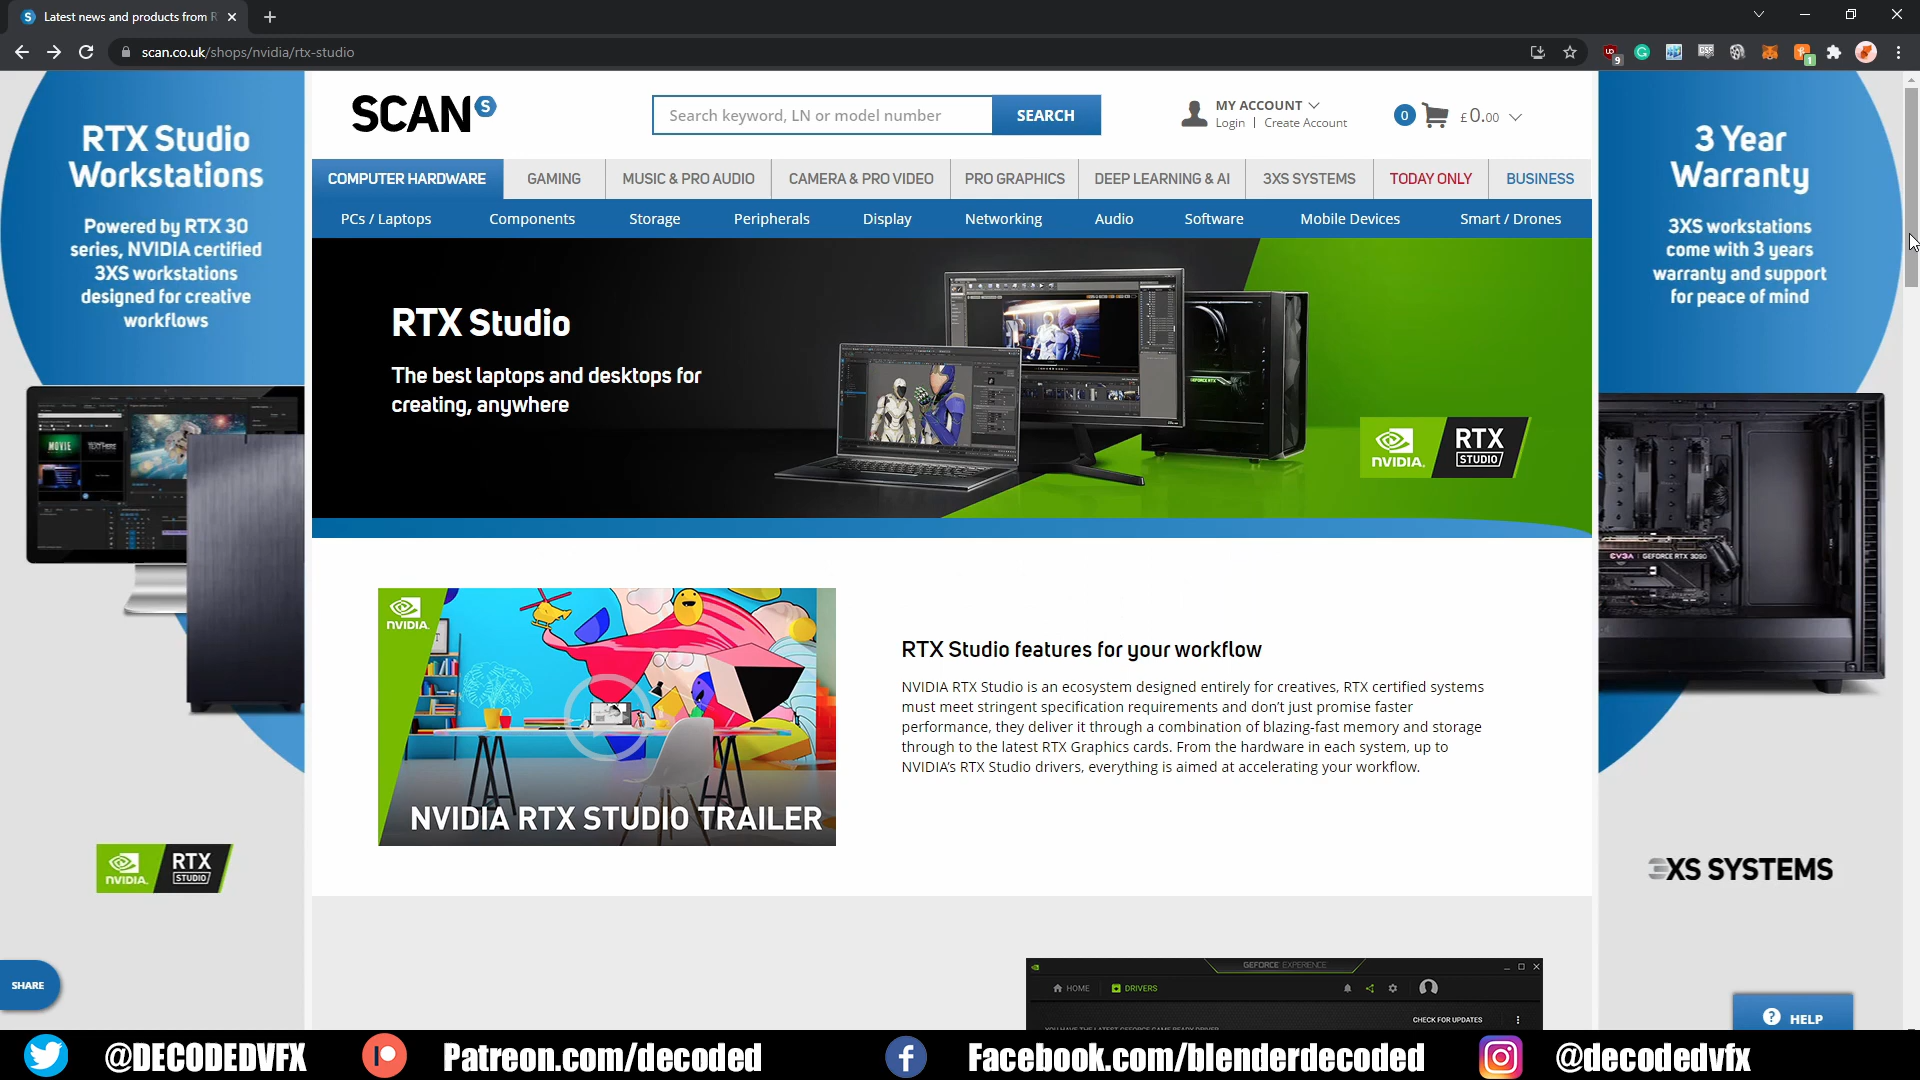 Latest news and products from R
scan.co.uk/shops/nvidia/rtx-studio
9
1
RTX Studio
Workstations
Powered by RTX 30
series, NVIDIA certified
3XS workstations
designed for creative
workflows
SCAN S
Search keyword, LN or model number
SEARCH
MY ACCOUNT
Login | Create Account
0
£0.00
COMPUTER HARDWARE
GAMING
MUSIC & PRO AUDIO
CAMERA & PRO VIDEO
PRO GRAPHICS
DEEP LEARNING & AI
3XS SYSTEMS
TODAY ONLY
BUSINESS
PCs / Laptops
Components
Storage
Peripherals
Display
Networking
Audio
Software
Mobile Devices
Smart / Drones
RTX Studio
The best laptops and desktops for
creating, anywhere
GEFORCE RTX
NVIDIA.
RTX
STUDIO
3 Year
Warranty
3XS workstations
come with 3 years
warranty and support
for peace of mind
MOVIE
EVGA | GEFORCE RTX 3090
NVIDIA.
NVIDIA RTX STUDIO TRAILER
RTX Studio features for your workflow
NVIDIA RTX Studio is an ecosystem designed entirely for creatives, RTX certified systems
must meet stringent specification requirements and don't just promise faster
performance, they deliver it through a combination of blazing-fast memory and storage
through to the latest RTX Graphics cards. From the hardware in each system, up to
NVIDIA's RTX Studio drivers, everything is aimed at accelerating your workflow.
NVIDIA.
RTX
STUDIO
3XS SYSTEMS
SHARE
GEFORCE EXPERIENCE
HOME
DRIVERS
CHECK FOR UPDATES
? HELP
@DECODEDVFX
Patreon.com/decoded
Facebook.com/blenderdecoded
@decodedvfx